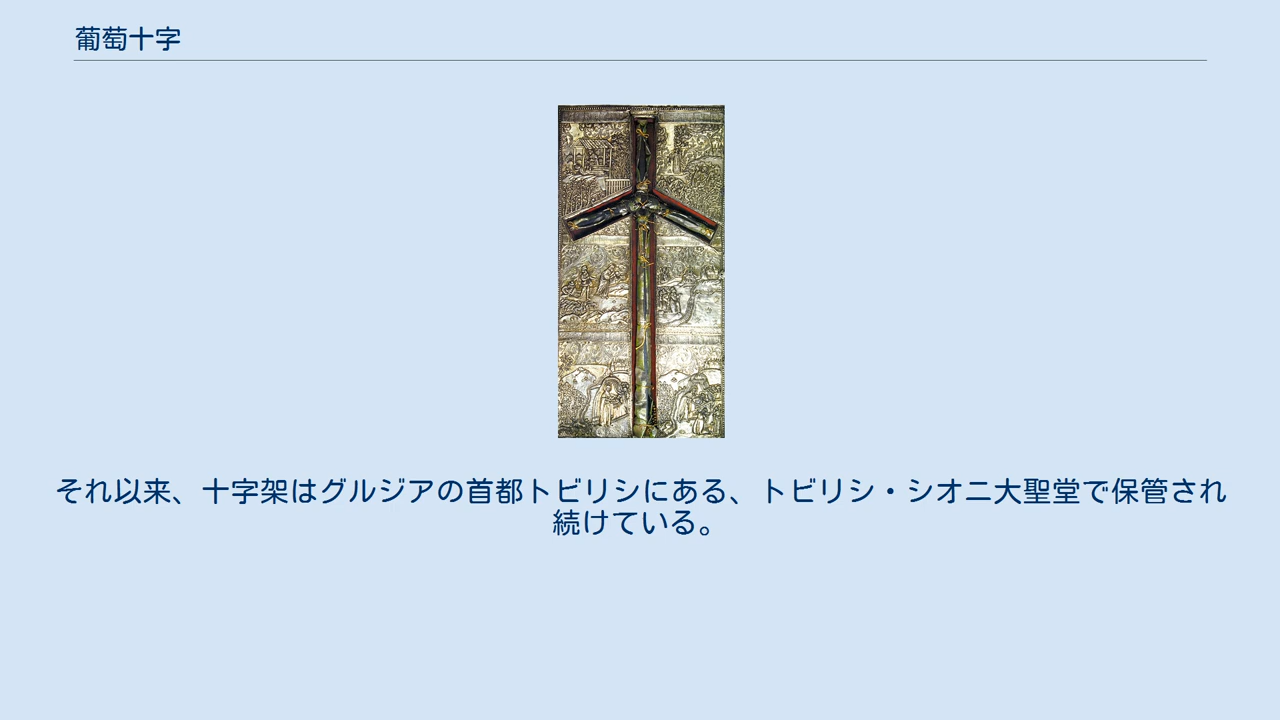 葡萄十字
それ以来、十字架はグルジアの首都トビリシにある、トビリシ・シオニ大聖堂で保管され
続けている。